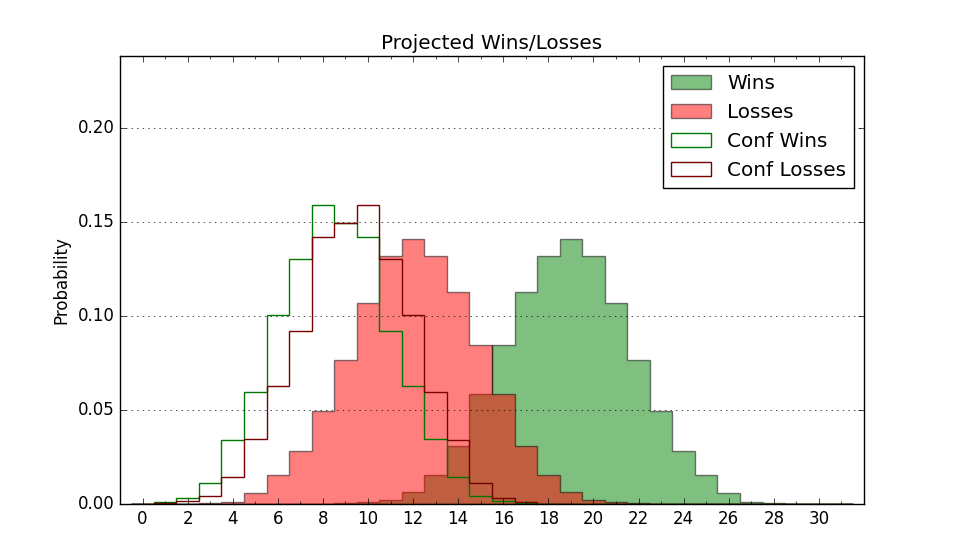 Projected Wins/Losses
Wins
Losses
Conf Wins
Conf Losses
Probability
0.20
0.15
0.10
0.05
0.00
0 2 4 6 8 10 12 14 16 18 20 22 24 26 28 30